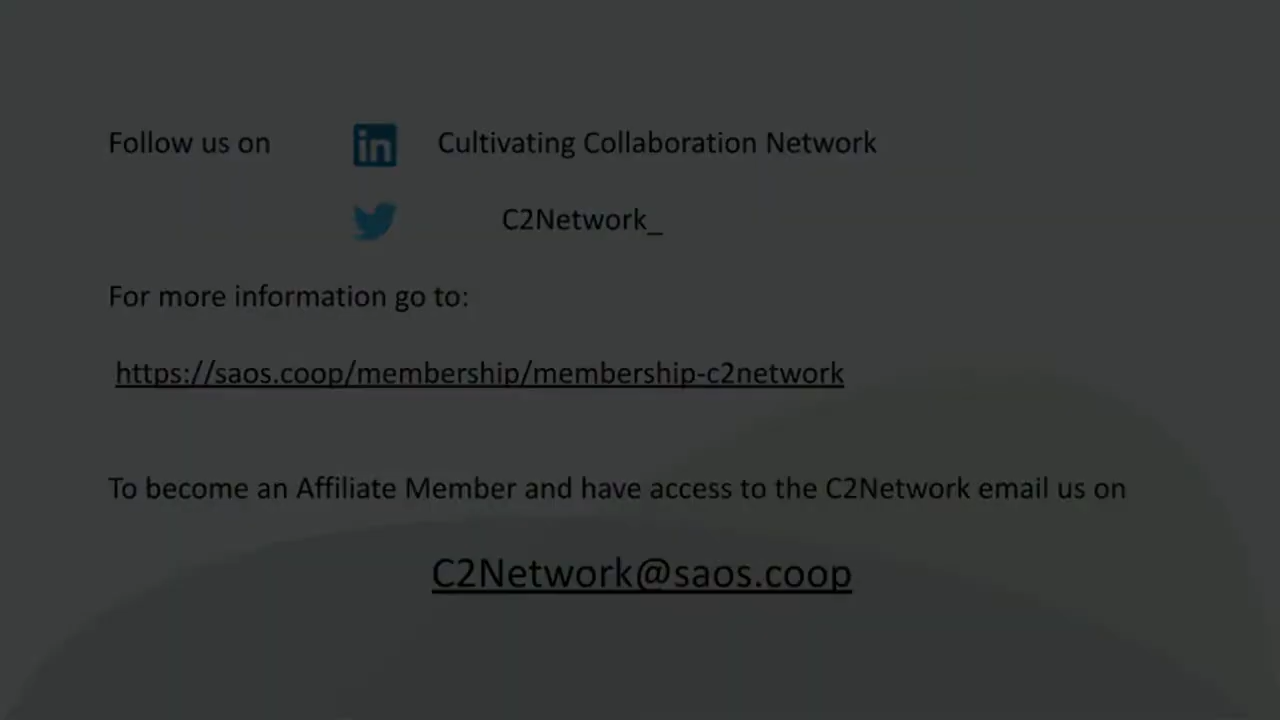 Follow us on in Cultivating Collaboration Network
C2Network_
For more information go to:
https://saos.coop/membership/membership-c2network
To become an Affiliate Member and have access to the C2Network email us on
C2Network@saos.coop